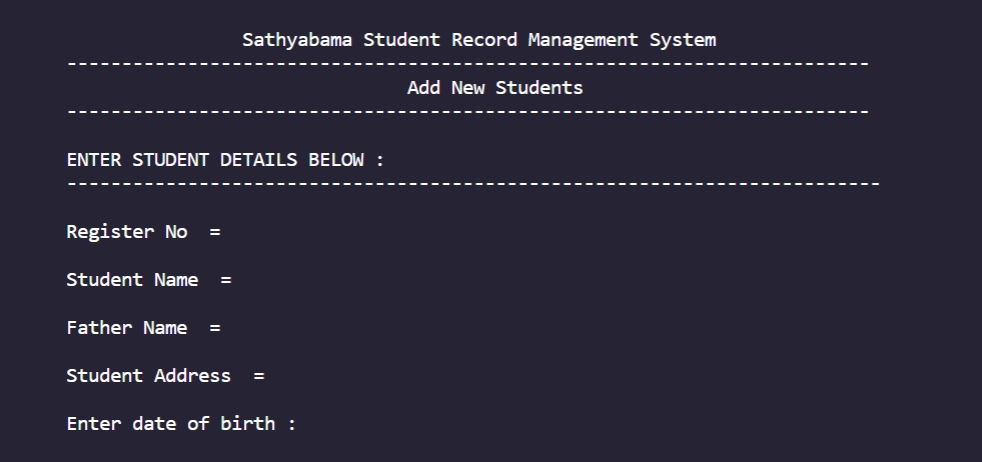 Sathyabama Student Record Management System
-------------------------------------------------------------------------
Add New Students
-------------------------------------------------------------------------
ENTER STUDENT DETAILS BELOW :
--------------------------------------------------------------------------
Register No  =
Student Name  =
Father Name  =
Student Address  =
Enter date of birth :